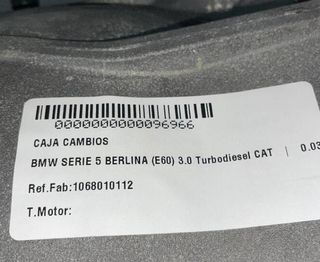 0000000000096966
CAJA CAMBIOS
BMW SERIE 5 BERLINA (E60) 3.0 Turbodiesel CAT | 0.03
Ref.Fab:1068010112
T.Motor: